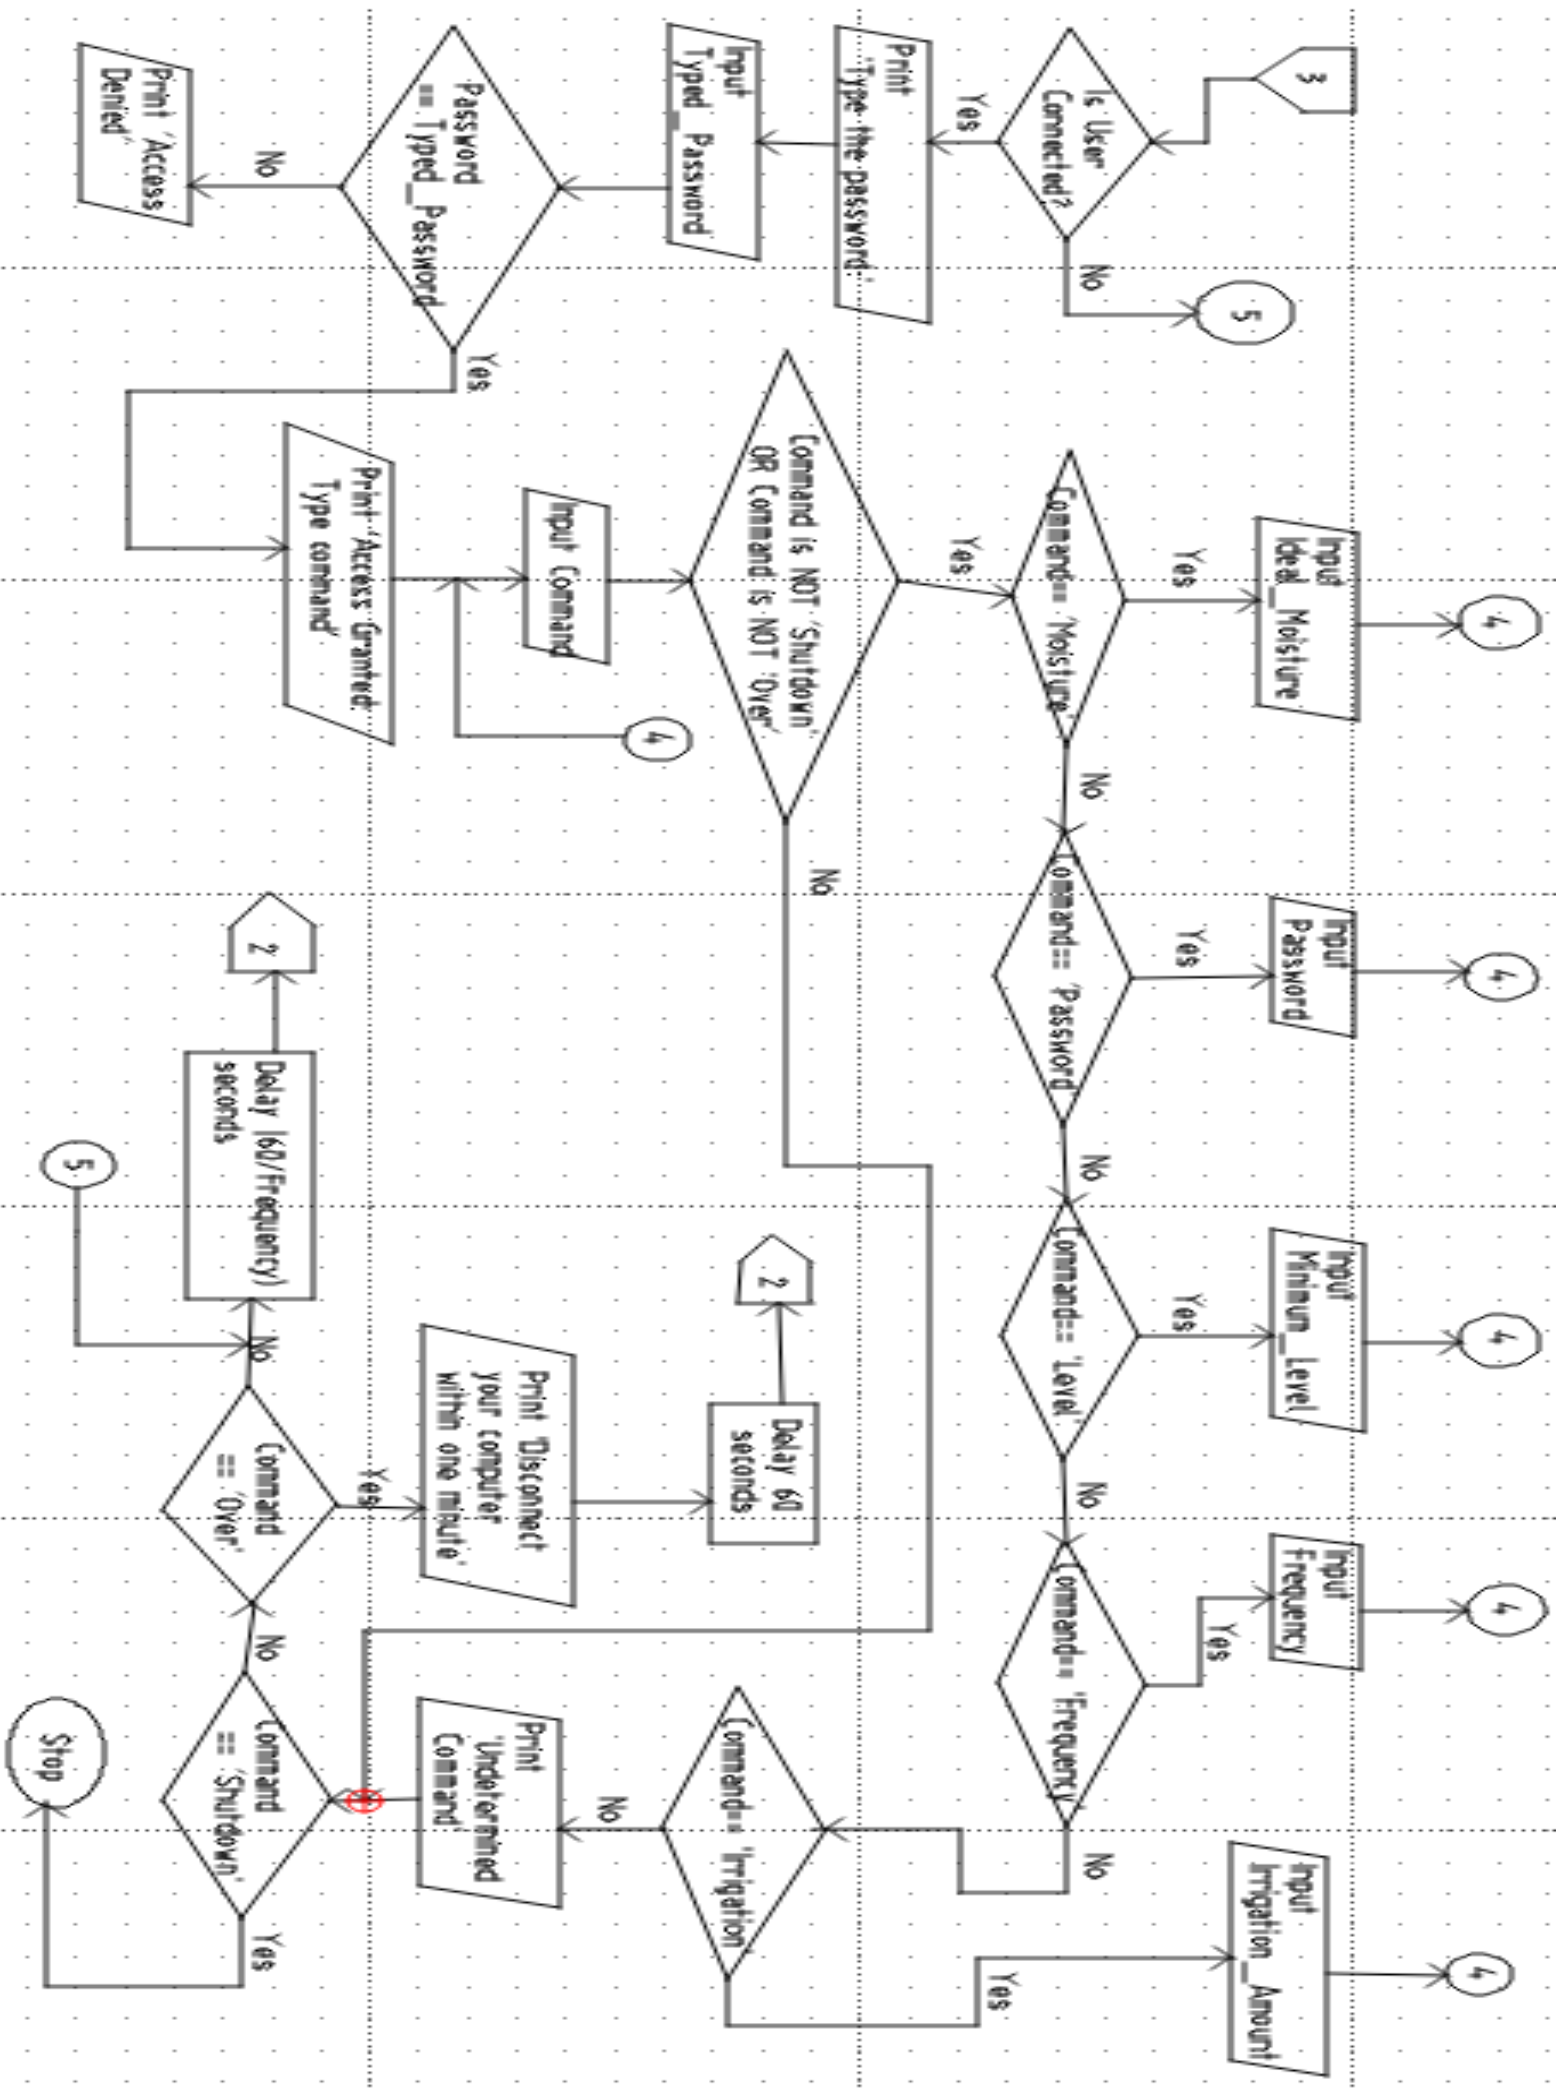 3
Is User
Connected?
Yes
No
5
Print
'Type the password'
Input
Typed_Password
Password
== Typed_Password
No
Yes
Print 'Access
Denied'
Print 'Access Granted.
Type command'
Input Command
4
Command is NOT 'Shutdown'
OR Command is NOT 'Over'
Yes
No
Command== 'Moisture'
Yes
No
Input
Ideal_Moisture
4
Command== 'Password
Yes
No
Input
Password
4
Command== 'Level'
Yes
No
Input
Minimum_Level
4
Command== 'Frequency'
Yes
No
Input
Frequency
4
Command== 'Irrigation
Yes
No
Input
Irrigation_Amount
4
Print
'Undetermined
Command'
Command
== 'Shutdown'
Yes
No
Stop
Command
== 'Over'
Yes
No
Print 'Disconnect
your computer
within one minute'
Delay 60
seconds
2
5
Delay (60/Frequency)
seconds
2